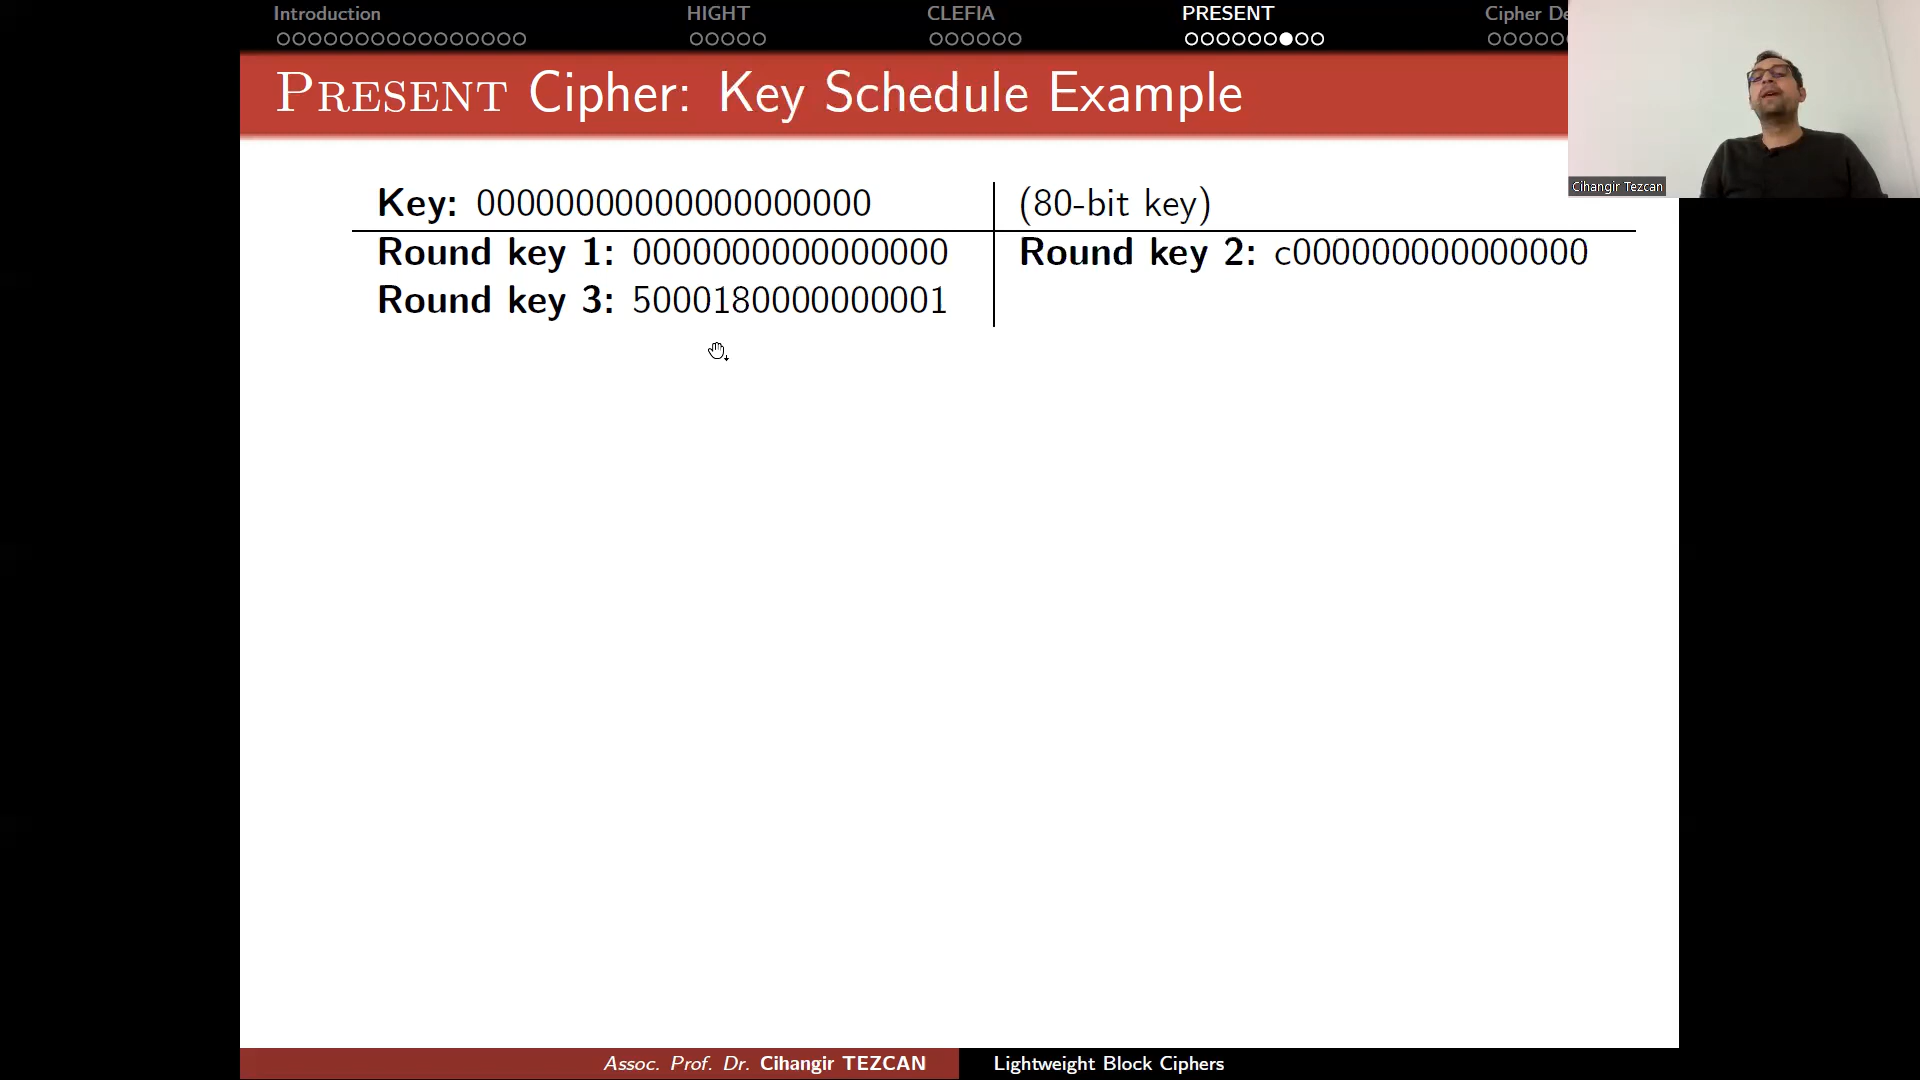 Introduction HIGHT CLEFIA PRESENT Cipher De
PRESENT Cipher: Key Schedule Example
Cihangir Tezcan
Key: 00000000000000000000 (80-bit key)
Round key 1: 0000000000000000 Round key 2: c000000000000000
Round key 3: 5000180000000001
Assoc. Prof. Dr. Cihangir TEZCAN Lightweight Block Ciphers